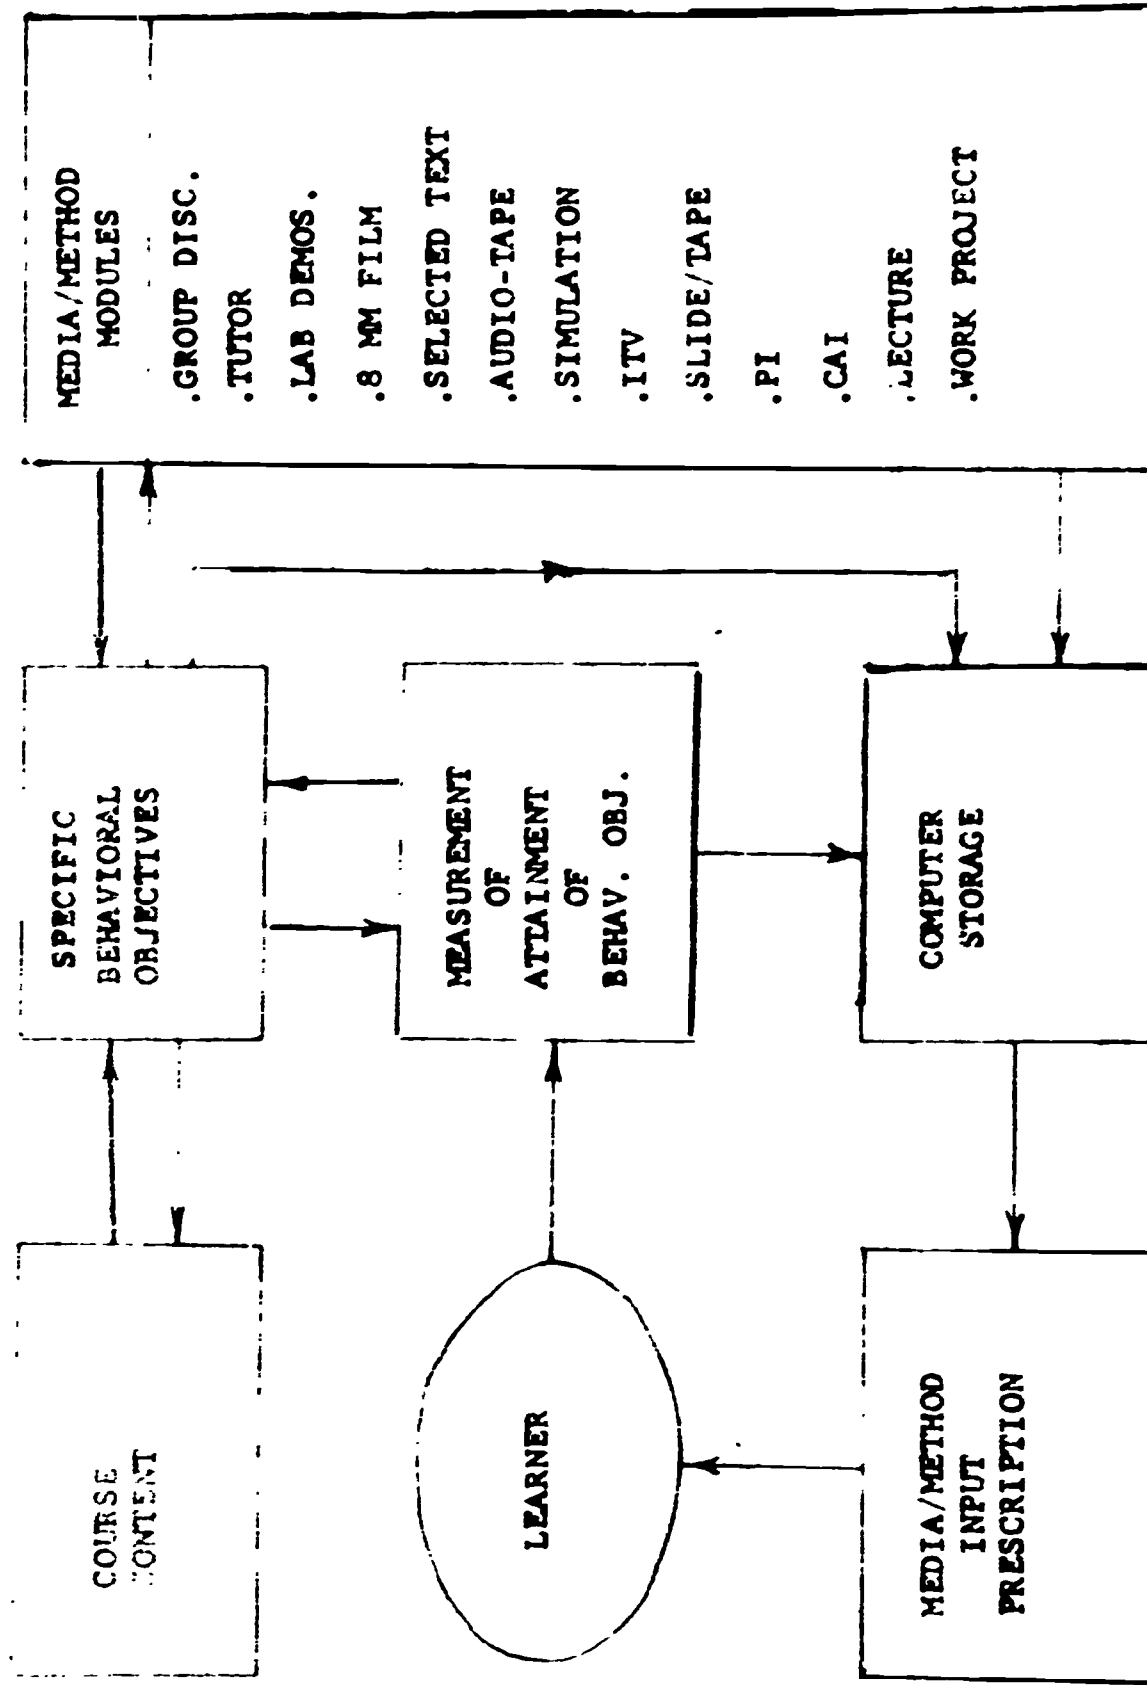 COURSE
CONTENT
SPECIFIC
BEHAVIORAL
OBJECTIVES
MEDIA/METHOD
MODULES
.GROUP DISC.
.TUTOR
.LAB DEMOS.
.8 MM FILM
.SELECTED TEXT
.AUDIO-TAPE
.SIMULATION
.ITV
.SLIDE/TAPE
.PI
.CAI
.LECTURE
.WORK PROJECT
LEARNER
MEASUREMENT
OF
ATTAINMENT
OF
BEHAV. OBJ.
MEDIA/METHOD
INPUT
PRESCRIPTION
COMPUTER
STORAGE